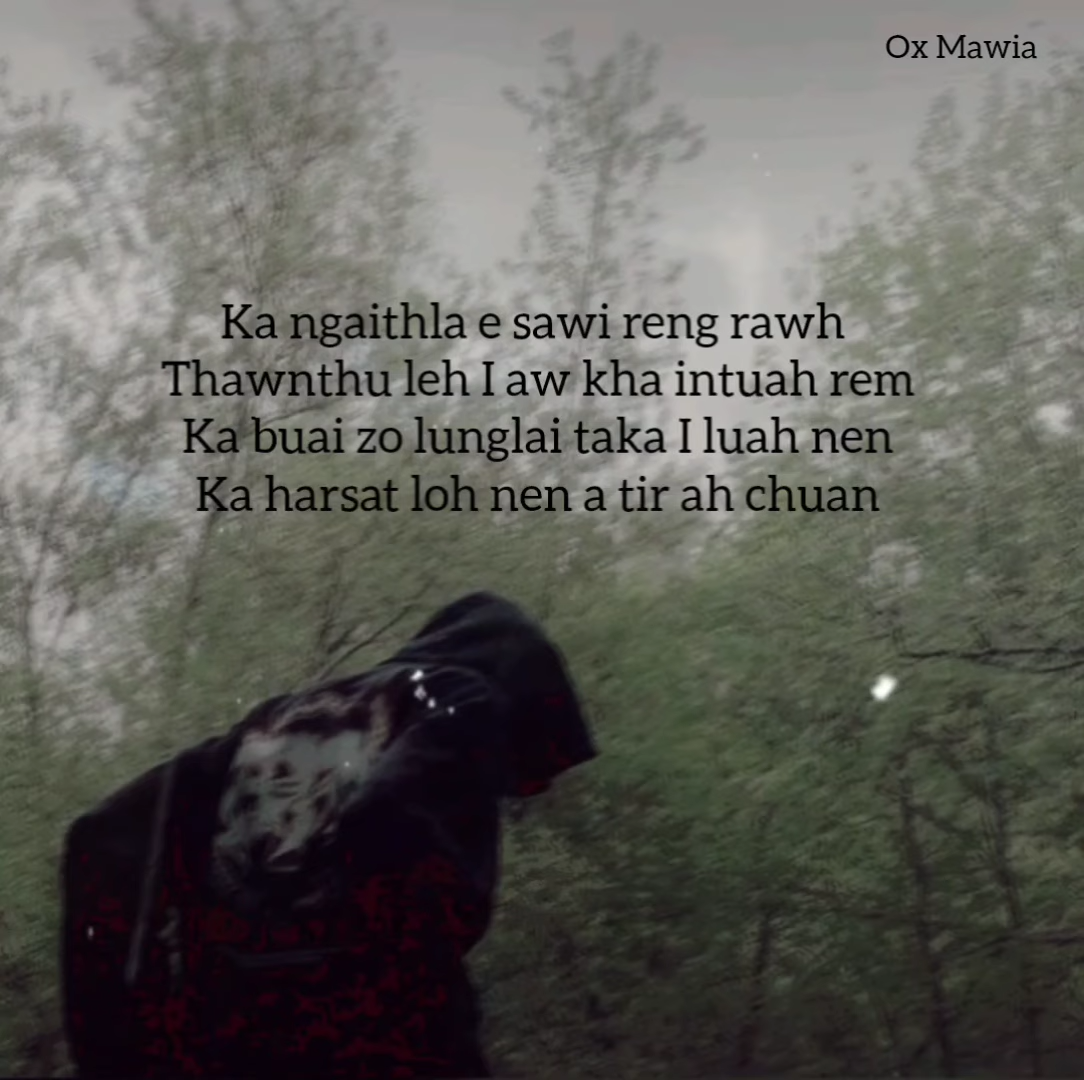 Ox Mawia
Ka ngaithla e sawi reng rawh
Thawnthu leh I aw kha intuah rem
Ka buai zo lunglai taka I luah nen
Ka harsat loh nen a tir ah chuan